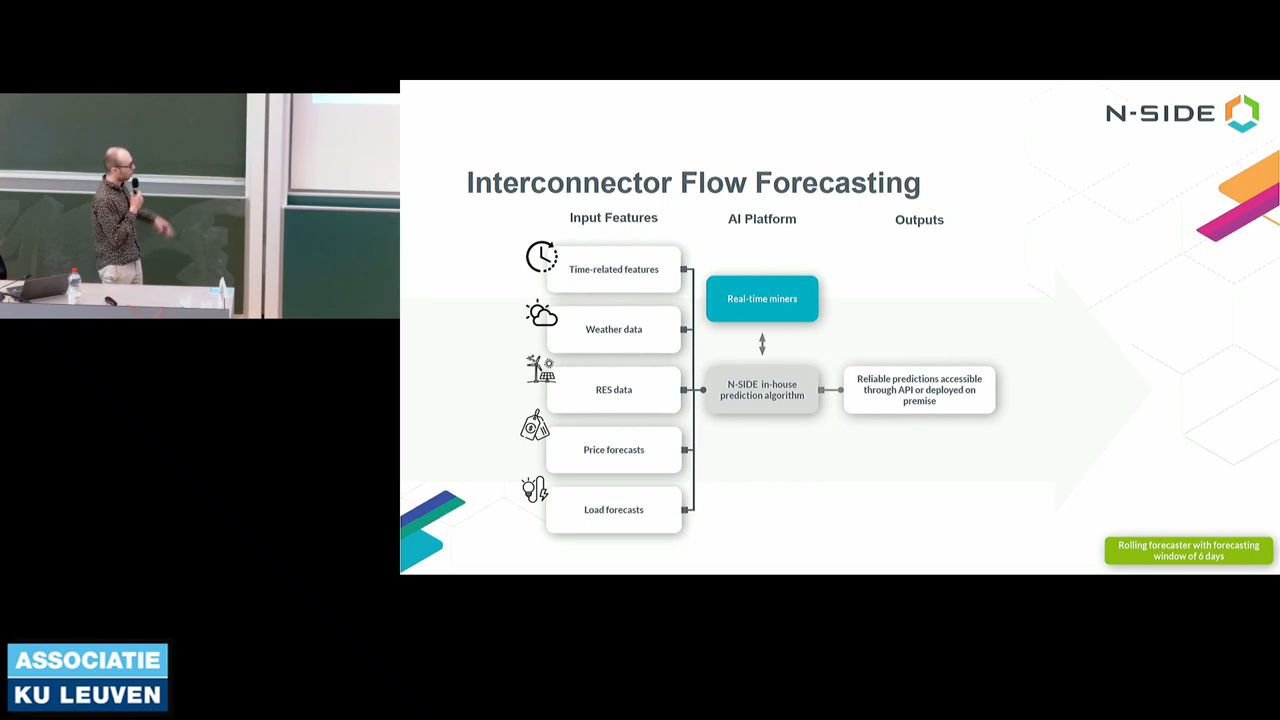 N-SIDE
Interconnector Flow Forecasting
Input Features
AI Platform
Outputs
Time-related features
Weather data
RES data
Price forecasts
Load forecasts
Real-time miners
N-SIDE in-house
prediction algorithm
Reliable predictions accessible
through API or deployed on
premise
Rolling forecaster with forecasting
window of 6 days
ASSOCIATIE
KU LEUVEN